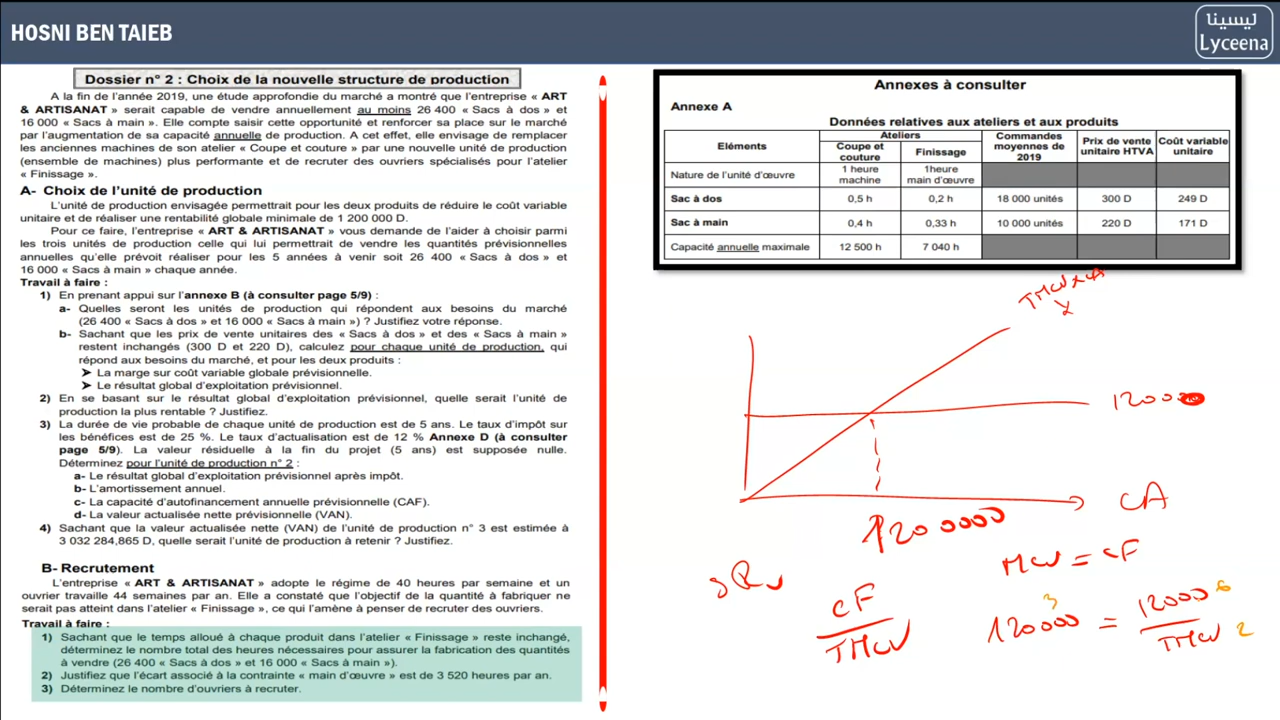 HOSNI BEN TAIEB
ليسينا
Lyceena
Dossier n° 2 : Choix de la nouvelle structure de production
A la fin de l'année 2019, une étude approfondie du marché a montré que l'entreprise « ART
& ARTISANAT » serait capable de vendre annuellement au moins 26 400 « Sacs à dos » et
16 000 « Sacs à main ». Elle compte saisir cette opportunité et renforcer sa place sur le marché
par l'augmentation de sa capacité annuelle de production. A cet effet, elle envisage de remplacer
les anciennes machines de son atelier « Coupe et couture » par une nouvelle unité de production
(ensemble de machines) plus performante et de recruter des ouvriers spécialisés pour l'atelier
« Finissage ».
A- Choix de l'unité de production
L'unité de production envisagée permettrait pour les deux produits de réduire le coût variable
unitaire et de réaliser une rentabilité globale minimale de 1 200 000 D.
Pour ce faire, l'entreprise « ART & ARTISANAT » vous demande de l'aider à choisir parmi
les trois unités de production celle qui lui permettrait de vendre les quantités prévisionnelles
annuelles qu'elle prévoit réaliser pour les 5 années à venir soit 26 400 « Sacs à dos » et
16 000 « Sacs à main » chaque année.
Travail à faire :
1) En prenant appui sur l'annexe B (à consulter page 5/9) :
a- Quelles seront les unités de production qui répondent aux besoins du marché
(26 400 « Sacs à dos » et 16 000 « Sacs à main ») ? Justifiez votre réponse.
b- Sachant que les prix de vente unitaires des « Sacs à dos » et des « Sacs à main »
restent inchangés (300 D et 220 D), calculez pour chaque unité de production, qui
répond aux besoins du marché, et pour les deux produits :
➤ La marge sur coût variable globale prévisionnelle.
➤ Le résultat global d'exploitation prévisionnel.
2) En se basant sur le résultat global d'exploitation prévisionnel, quelle serait l'unité de
production la plus rentable ? Justifiez.
3) La durée de vie probable de chaque unité de production est de 5 ans. Le taux d'impôt sur
les bénéfices est de 25 %. Le taux d'actualisation est de 12 % Annexe D (à consulter
page 5/9). La valeur résiduelle à la fin du projet (5 ans) est supposée nulle.
Déterminez pour l'unité de production n° 2 :
a- Le résultat global d'exploitation prévisionnel après impôt.
b- L'amortissement annuel.
c- La capacité d'autofinancement annuelle prévisionnelle (CAF).
d- La valeur actualisée nette prévisionnelle (VAN).
4) Sachant que la valeur actualisée nette (VAN) de l'unité de production n° 3 est estimée à
3 032 284,865 D, quelle serait l'unité de production à retenir ? Justifiez.
B- Recrutement
L'entreprise « ART & ARTISANAT » adopte le régime de 40 heures par semaine et un
ouvrier travaille 44 semaines par an. Elle a constaté que l'objectif de la quantité à fabriquer ne
serait pas atteint dans l'atelier « Finissage », ce qui l'amène à penser de recruter des ouvriers.
Travail à faire :
1) Sachant que le temps alloué à chaque produit dans l'atelier « Finissage » reste inchangé,
déterminez le nombre total des heures nécessaires pour assurer la fabrication des quantités
à vendre (26 400 « Sacs à dos » et 16 000 « Sacs à main »).
2) Justifiez que l'écart associé à la contrainte « main d'œuvre » est de 3 520 heures par an.
3) Déterminez le nombre d'ouvriers à recruter.
Annexes à consulter
Annexe A
Données relatives aux ateliers et aux produits
Eléments Ateliers Commandes moyennes de 2019 Prix de vente unitaire HTVA Coût variable unitaire
Coupe et couture Finissage
Nature de l'unité d'œuvre 1 heure machine 1heure main d'œuvre
Sac à dos 0,5 h 0,2 h 18 000 unités 300 D 249 D
Sac à main 0,4 h 0,33 h 10 000 unités 220 D 171 D
Capacité annuelle maximale 12 500 h 7 040 h
TMCV x CA
CA
1200000
MCV = CF
CF
TMCV